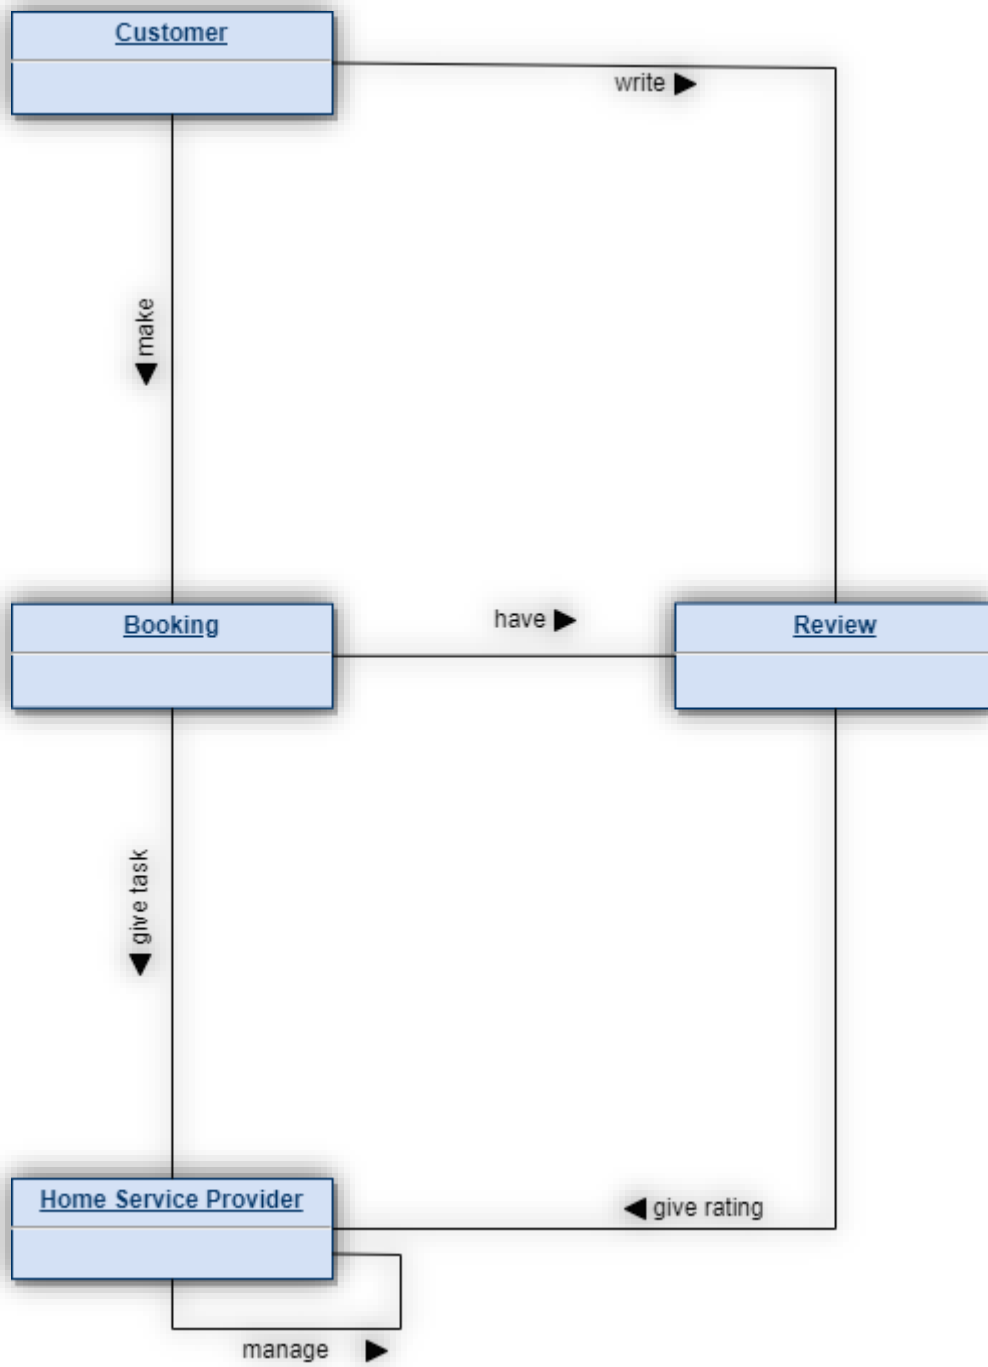 Customer
write
make
Booking
have
Review
give task
Home Service Provider
give rating
manage